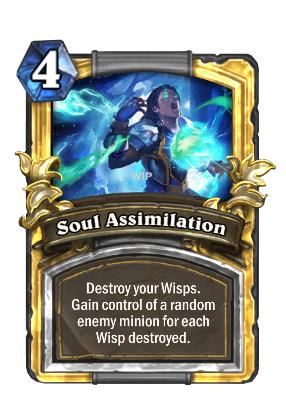 4
WIP
Soul Assimilation
Destroy your Wisps.
Gain control of a random
enemy minion for each
Wisp destroyed.